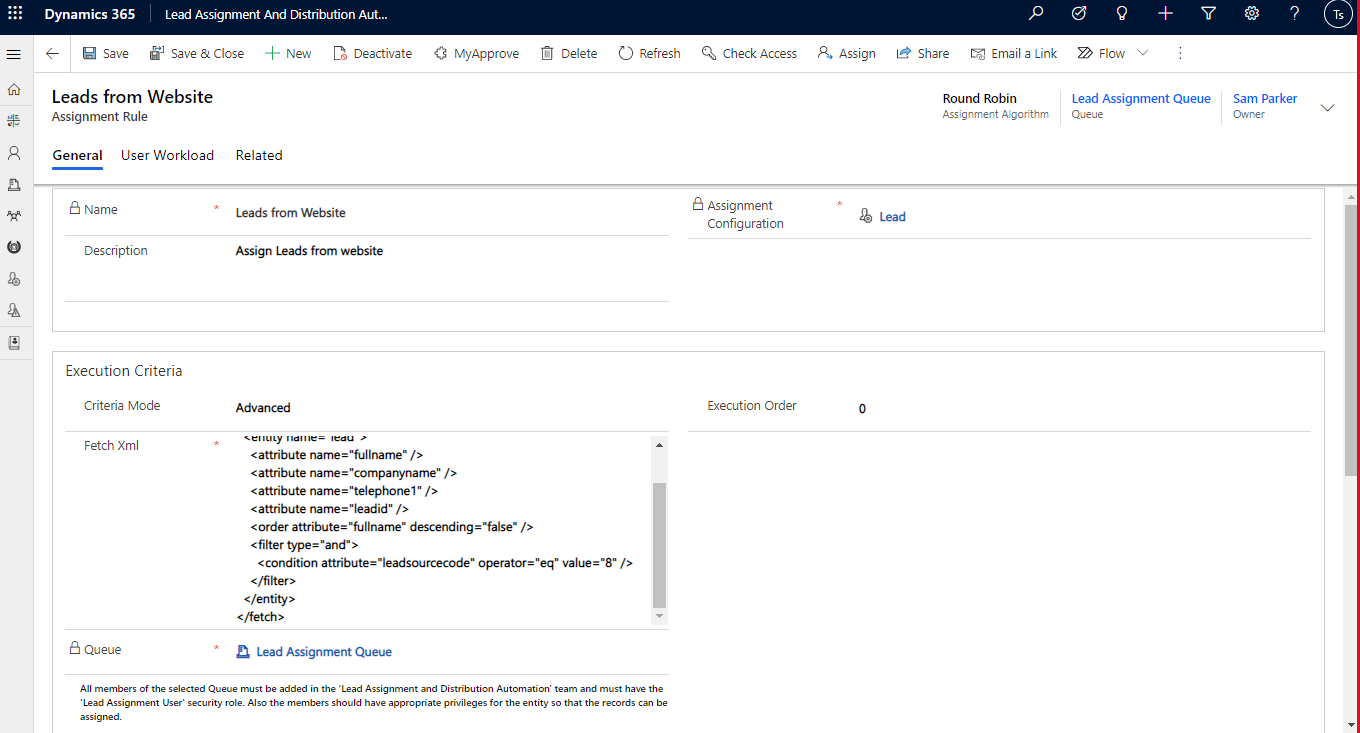 Dynamics 365 Lead Assignment And Distribution Aut... Ts
Save Save & Close New Deactivate MyApprove Delete Refresh Check Access Assign Share Email a Link Flow
Leads from Website
Assignment Rule
Round Robin
Assignment Algorithm
Lead Assignment Queue
Queue
Sam Parker
Owner
General User Workload Related
Name * Leads from Website
Assignment
Configuration
* Lead
Description Assign Leads from website
Execution Criteria
Criteria Mode Advanced
Execution Order 0
Fetch Xml *
<entity name="lead">
<attribute name="fullname" />
<attribute name="companyname" />
<attribute name="telephone1" />
<attribute name="leadid" />
<order attribute="fullname" descending="false" />
<filter type="and">
<condition attribute="leadsourcecode" operator="eq" value="8" />
</filter>
</entity>
</fetch>
Queue * Lead Assignment Queue
All members of the selected Queue must be added in the 'Lead Assignment and Distribution Automation' team and must have the
'Lead Assignment User' security role. Also the members should have appropriate privileges for the entity so that the records can be
assigned.